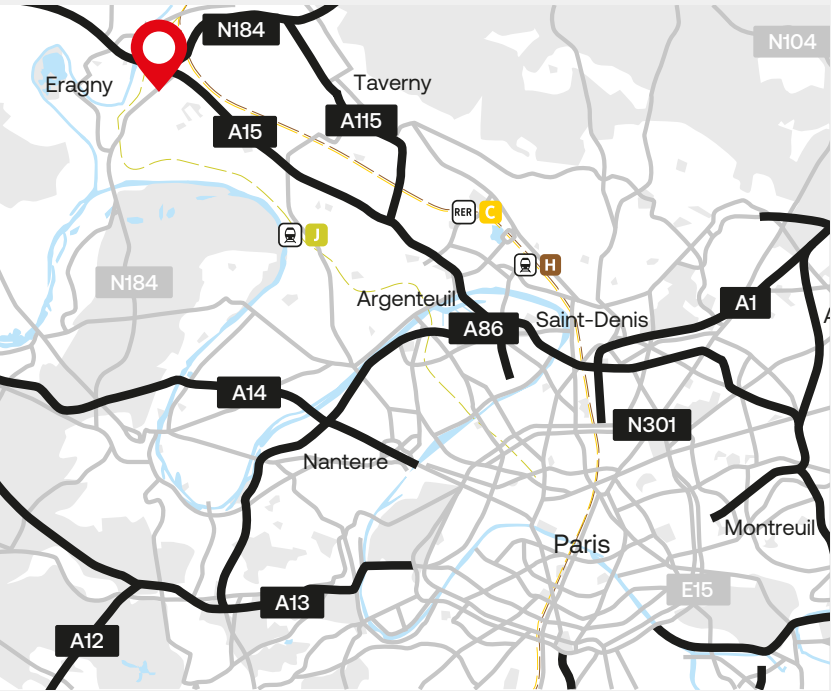 N184
N104
Taverny
Eragny
A115
A15
RER C
J
H
N184
Argenteuil
A1
Saint-Denis
A86
A14
N301
Nanterre
Montreuil
Paris
E15
A13
A12